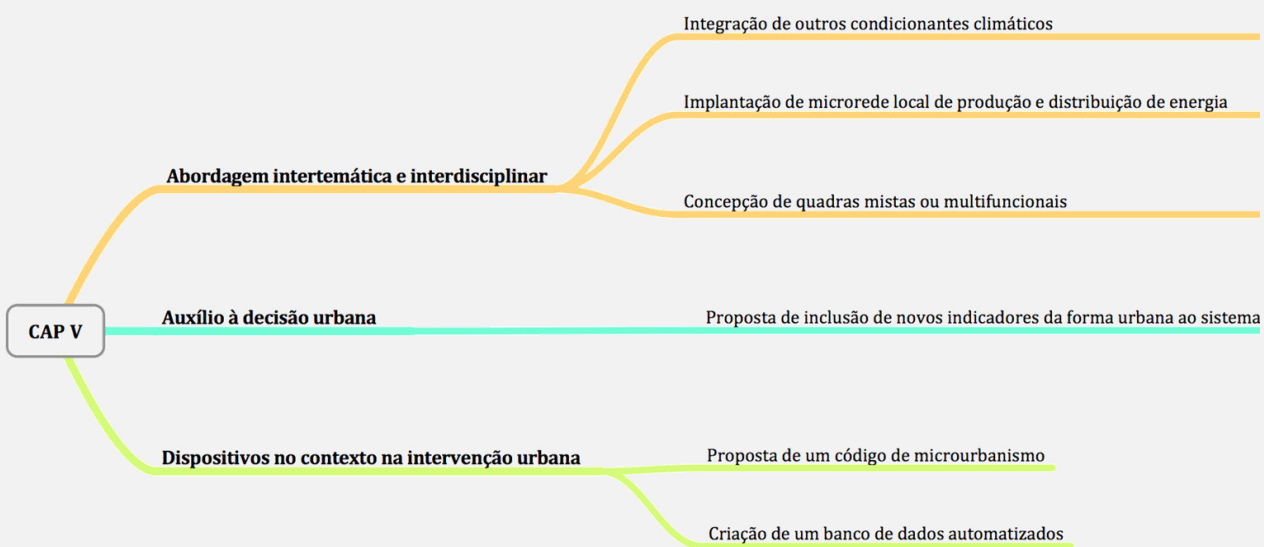 Integração de outros condicionantes climáticos
Implantação de microrede local de produção e distribuição de energia
Abordagem intertemática e interdisciplinar
Concepção de quadras mistas ou multifuncionais
CAP V
Auxílio à decisão urbana
Proposta de inclusão de novos indicadores da forma urbana ao sistema
Dispositivos no contexto na intervenção urbana
Proposta de um código de microurbanismo
Criação de um banco de dados automatizados